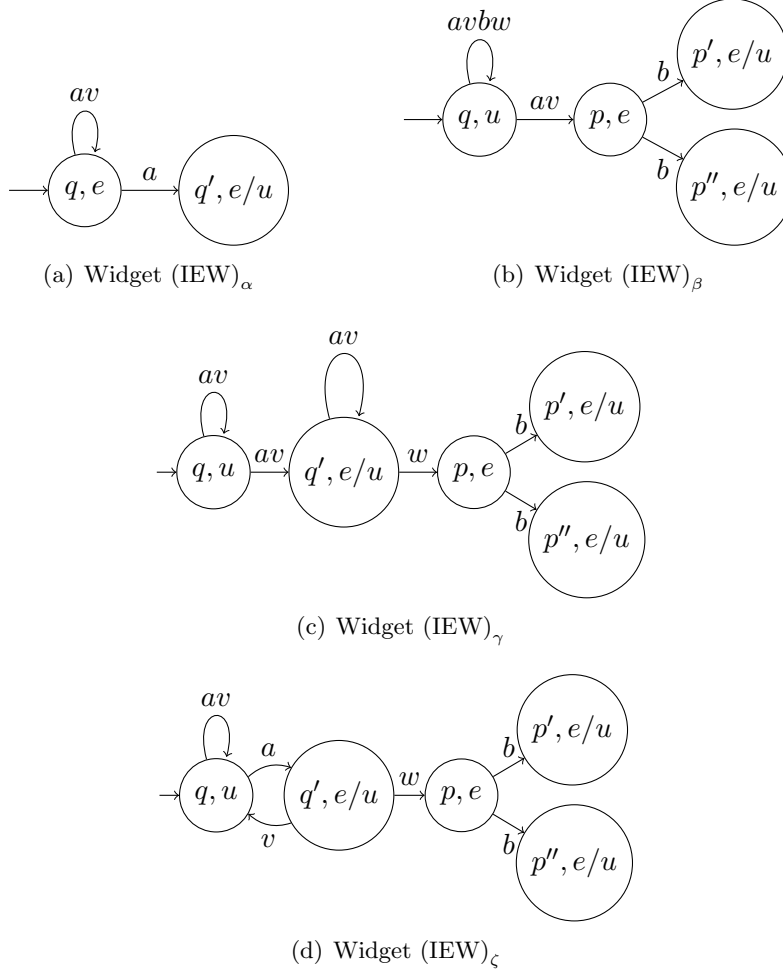 av
q, e
a
q′, e/u
(a) Widget (IEW)α
avbw
q, u
av
p, e
b
p′, e/u
b
p′′, e/u
(b) Widget (IEW)β
av
q, u
av
av
q′, e/u
w
p, e
b
p′, e/u
b
p′′, e/u
(c) Widget (IEW)γ
av
q, u
a
v
q′, e/u
w
p, e
b
p′, e/u
b
p′′, e/u
(d) Widget (IEW)ζ